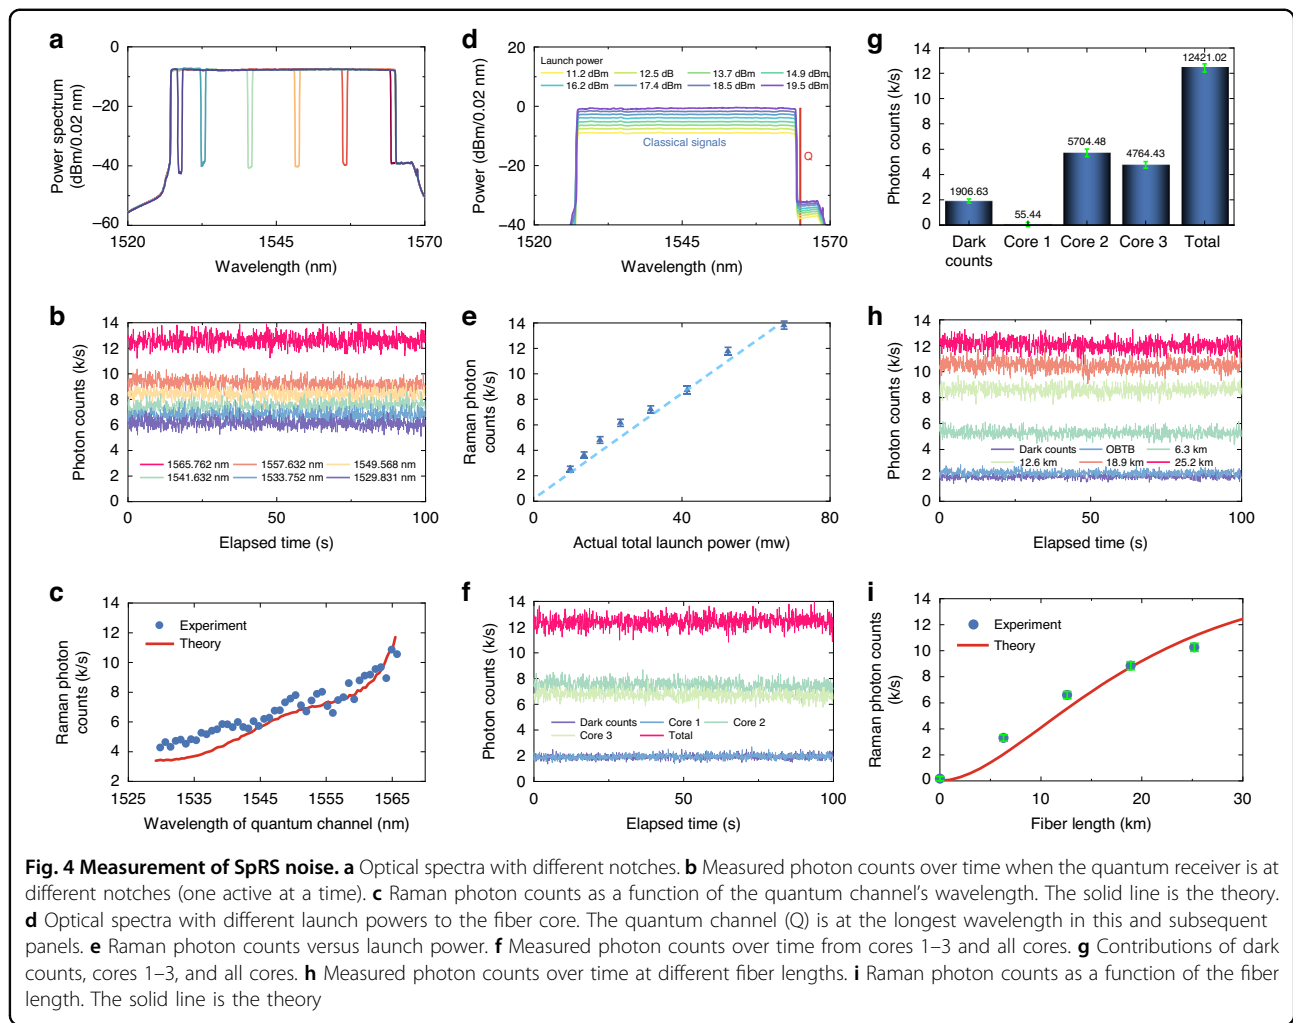 a
Power spectrum
(dBm/0.02 nm)
0
−20
−40
−60
1520
1545
1570
Wavelength (nm)
d
Power (dBm/0.02 nm)
20
0
−20
−40
Launch power
11.2 dBm
12.5 dB
13.7 dBm
14.9 dBm
16.2 dBm
17.4 dBm
18.5 dBm
19.5 dBm
Classical signals
Q
1520
1545
1570
Wavelength (nm)
g
Photon counts (k/s)
14
12
10
8
6
4
2
0
1906.63
55.44
5704.48
4764.43
12421.02
Dark
counts
Core 1
Core 2
Core 3
Total
b
Photon counts (k/s)
14
12
10
8
6
4
2
0
1565.762 nm
1557.632 nm
1549.568 nm
1541.632 nm
1533.752 nm
1529.831 nm
0
50
100
Elapsed time (s)
e
Raman photon
counts (k/s)
14
12
10
8
6
4
2
0
0
40
80
Actual total launch power (mw)
h
Photon counts (k/s)
14
12
10
8
6
4
2
0
Dark counts
OBTB
6.3 km
12.6 km
18.9 km
25.2 km
0
50
100
Elapsed time (s)
c
Raman photon
counts (k/s)
14
12
10
8
6
4
2
Experiment
Theory
1525
1535
1545
1555
1565
Wavelength of quantum channel (nm)
f
Photon counts (k/s)
14
12
10
8
6
4
2
0
Dark counts
Core 1
Core 2
Core 3
Total
0
50
100
Elapsed time (s)
i
Raman photon counts
(k/s)
14
12
10
8
6
4
2
0
Experiment
Theory
0
10
20
30
Fiber length (km)
Fig. 4 Measurement of SpRS noise. a Optical spectra with different notches. b Measured photon counts over time when the quantum receiver is at
different notches (one active at a time). c Raman photon counts as a function of the quantum channel's wavelength. The solid line is the theory.
d Optical spectra with different launch powers to the fiber core. The quantum channel (Q) is at the longest wavelength in this and subsequent
panels. e Raman photon counts versus launch power. f Measured photon counts over time from cores 1–3 and all cores. g Contributions of dark
counts, cores 1–3, and all cores. h Measured photon counts over time at different fiber lengths. i Raman photon counts as a function of the fiber
length. The solid line is the theory